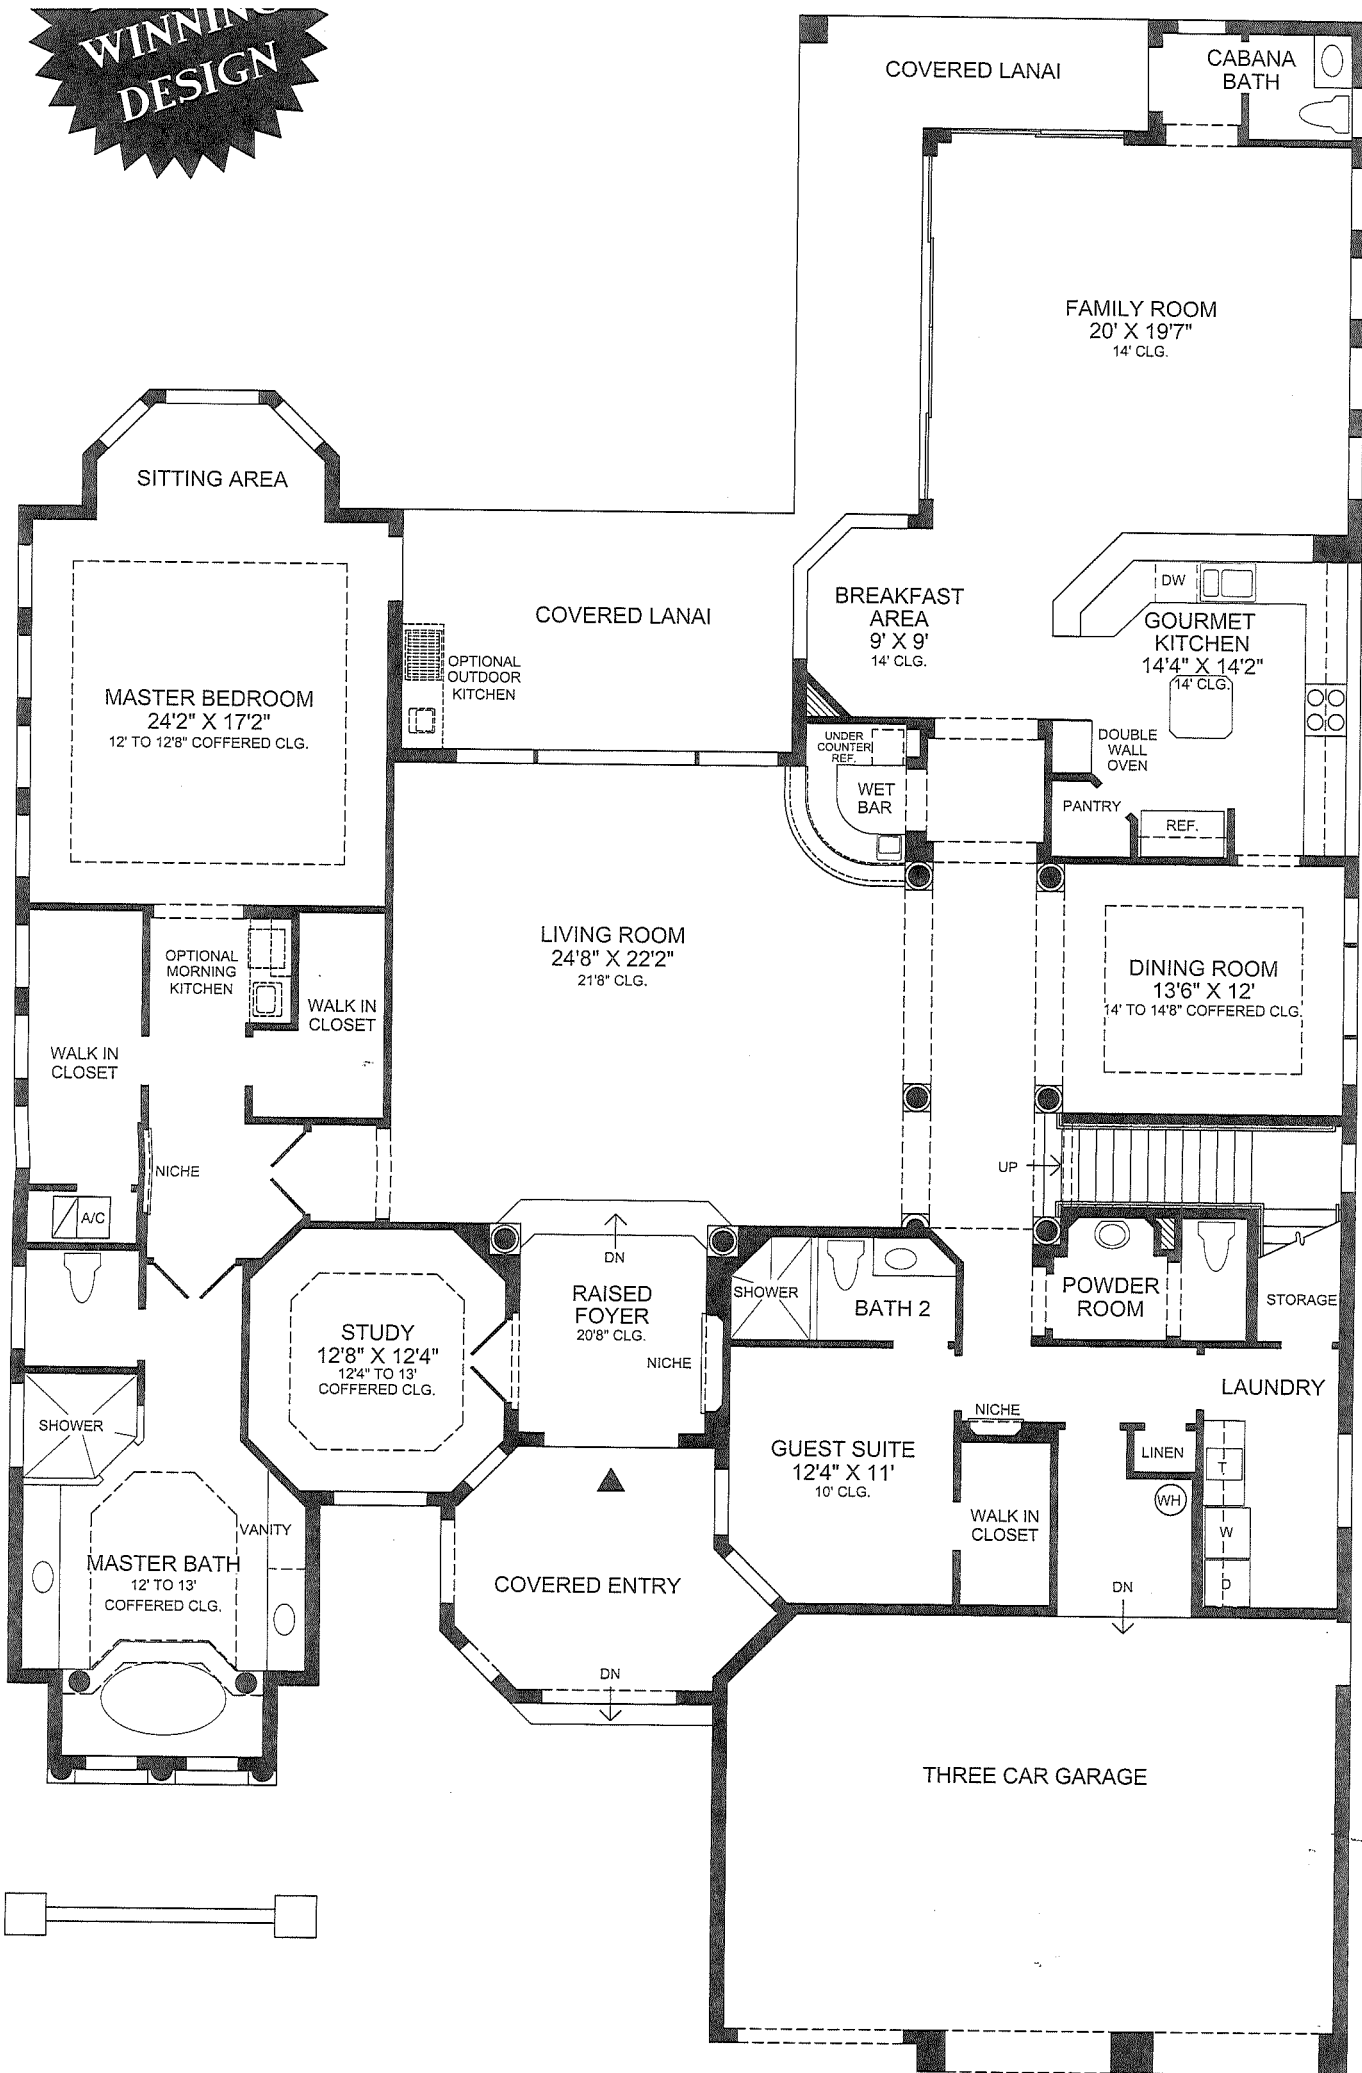 WINNING
DESIGN
COVERED LANAI
CABANA
BATH
FAMILY ROOM
20' X 19'7"
14' CLG.
SITTING AREA
BREAKFAST
AREA
9' X 9'
14' CLG.
DW
GOURMET
KITCHEN
14'4" X 14'2"
14' CLG.
COVERED LANAI
OPTIONAL
OUTDOOR
KITCHEN
MASTER BEDROOM
24'2" X 17'2"
12' TO 12'8" COFFERED CLG.
UNDER
COUNTER
REF.
WET
BAR
DOUBLE
WALL
OVEN
PANTRY
REF.
LIVING ROOM
24'8" X 22'2"
21'8" CLG.
OPTIONAL
MORNING
KITCHEN
WALK IN
CLOSET
WALK IN
CLOSET
DINING ROOM
13'6" X 12'
14' TO 14'8" COFFERED CLG.
NICHE
A/C
UP
DN
RAISED
FOYER
20'8" CLG.
NICHE
STUDY
12'8" X 12'4"
12'4" TO 13'
COFFERED CLG.
SHOWER
BATH 2
POWDER
ROOM
STORAGE
LAUNDRY
NICHE
LINEN
T
WH
W
D
GUEST SUITE
12'4" X 11'
10' CLG.
WALK IN
CLOSET
DN
SHOWER
VANITY
MASTER BATH
12' TO 13'
COFFERED CLG.
COVERED ENTRY
DN
THREE CAR GARAGE